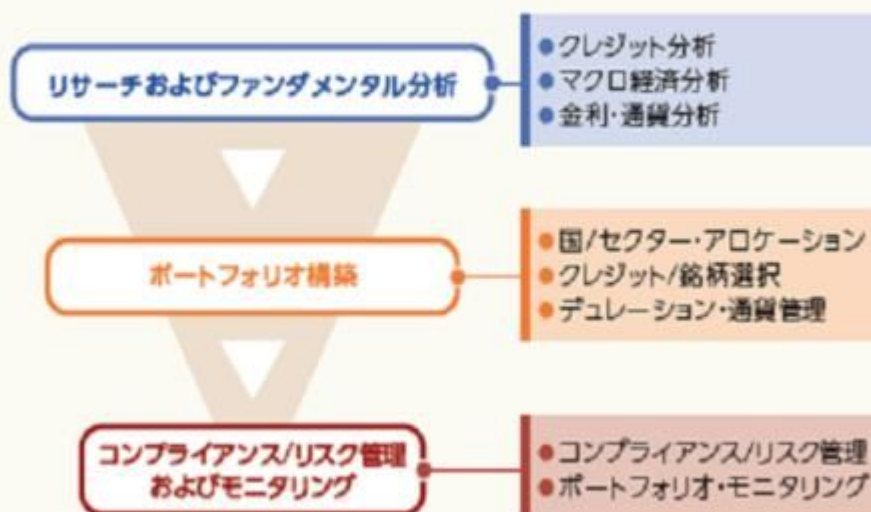 リサーチおよびファンダメンタル分析
●クレジット分析
●マクロ経済分析
●金利・通貨分析
ポートフォリオ構築
●国/セクター・アロケーション
●クレジット/銘柄選択
●デュレーション・通貨管理
コンプライアンス/リスク管理
およびモニタリング
●コンプライアンス/リスク管理
●ポートフォリオ・モニタリング